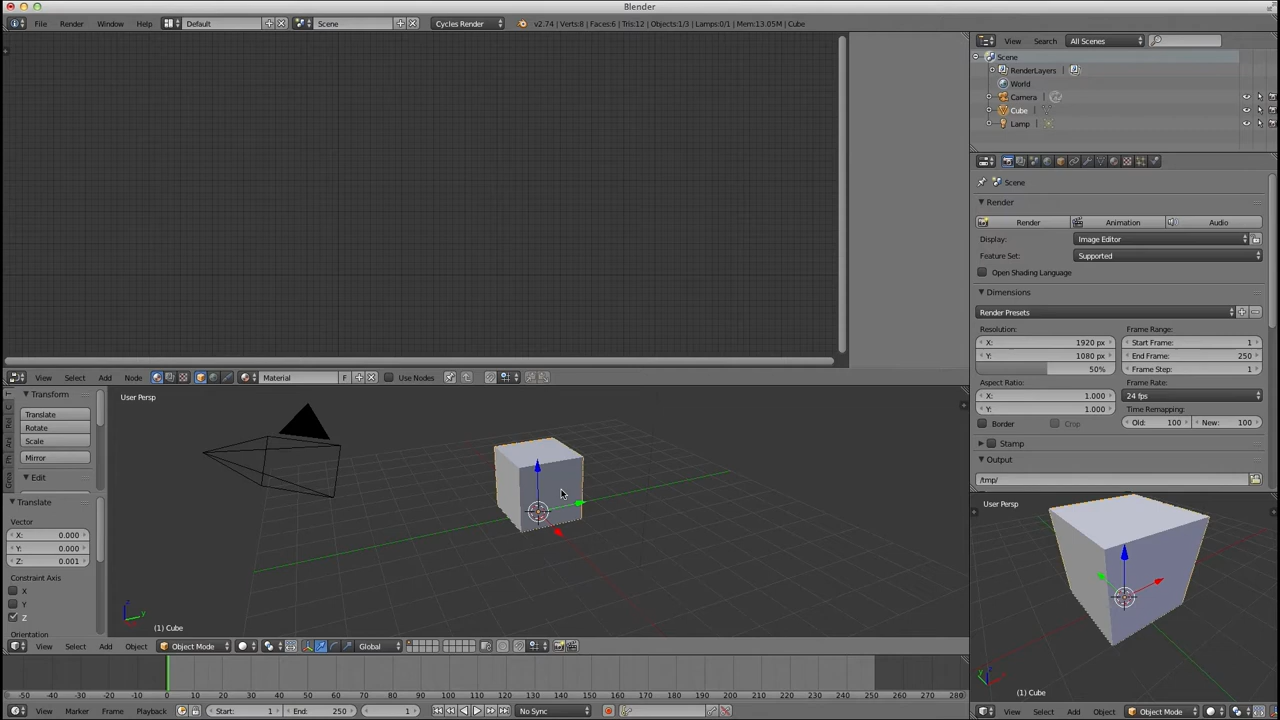 Blender
File Render Window Help Default Scene Cycles Render v2.74 | Verts:8 | Faces:6 | Tris:12 | Objects:1/3 | Lamps:0/1 | Mem:13.05M | Cube
View Search All Scenes
Scene
RenderLayers
World
Camera
Cube
Lamp
Scene
Render
Render Animation Audio
Display: Image Editor
Feature Set: Supported
Open Shading Language
Dimensions
Render Presets
Resolution: Frame Range:
X: 1920 px Start Frame: 1
Y: 1080 px End Frame: 250
50% Frame Step: 1
Aspect Ratio: Frame Rate:
X: 1.000 24 fps
Y: 1.000 Time Remapping:
Border Crop Old: 100 New: 100
Stamp
Output
/tmp/
View Select Add Node Material F Use Nodes
Transform
Translate
Rotate
Scale
Mirror
Edit
Translate
Vector
X: 0.000
Y: 0.000
Z: 0.001
Constraint Axis
X
Y
Z
Orientation
User Persp
(1) Cube
View Select Add Object Object Mode Global
User Persp
(1) Cube
View Select Add Object Object Mode
-50 -40 -30 -20 -10 0 10 20 30 40 50 60 70 80 90 100 110 120 130 140 150 160 170 180 190 200 210 220 230 240 250 260 270 280
View Marker Frame Playback Start: 1 End: 250 1 No Sync